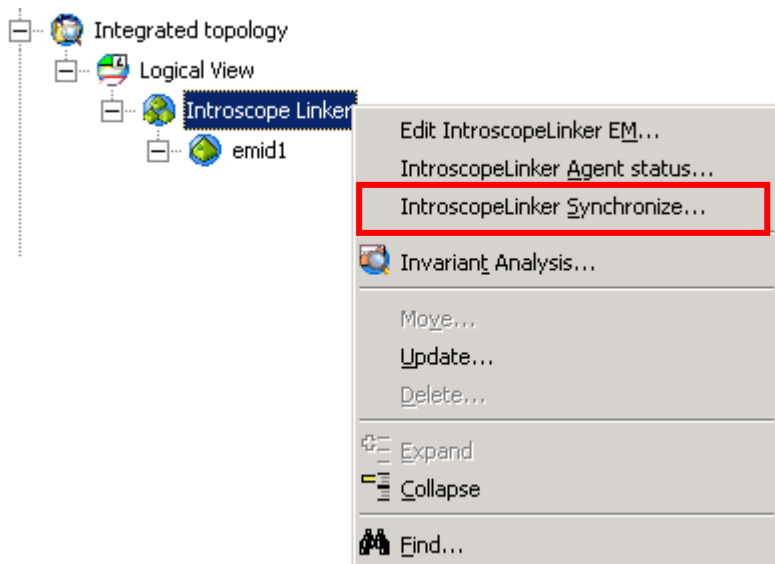 Integrated topology
Logical View
Introscope Linker
emid1
Edit IntroscopeLinker EM...
IntroscopeLinker Agent status...
IntroscopeLinker Synchronize...
Invariant Analysis...
Move...
Update...
Delete...
Expand
Collapse
Find...